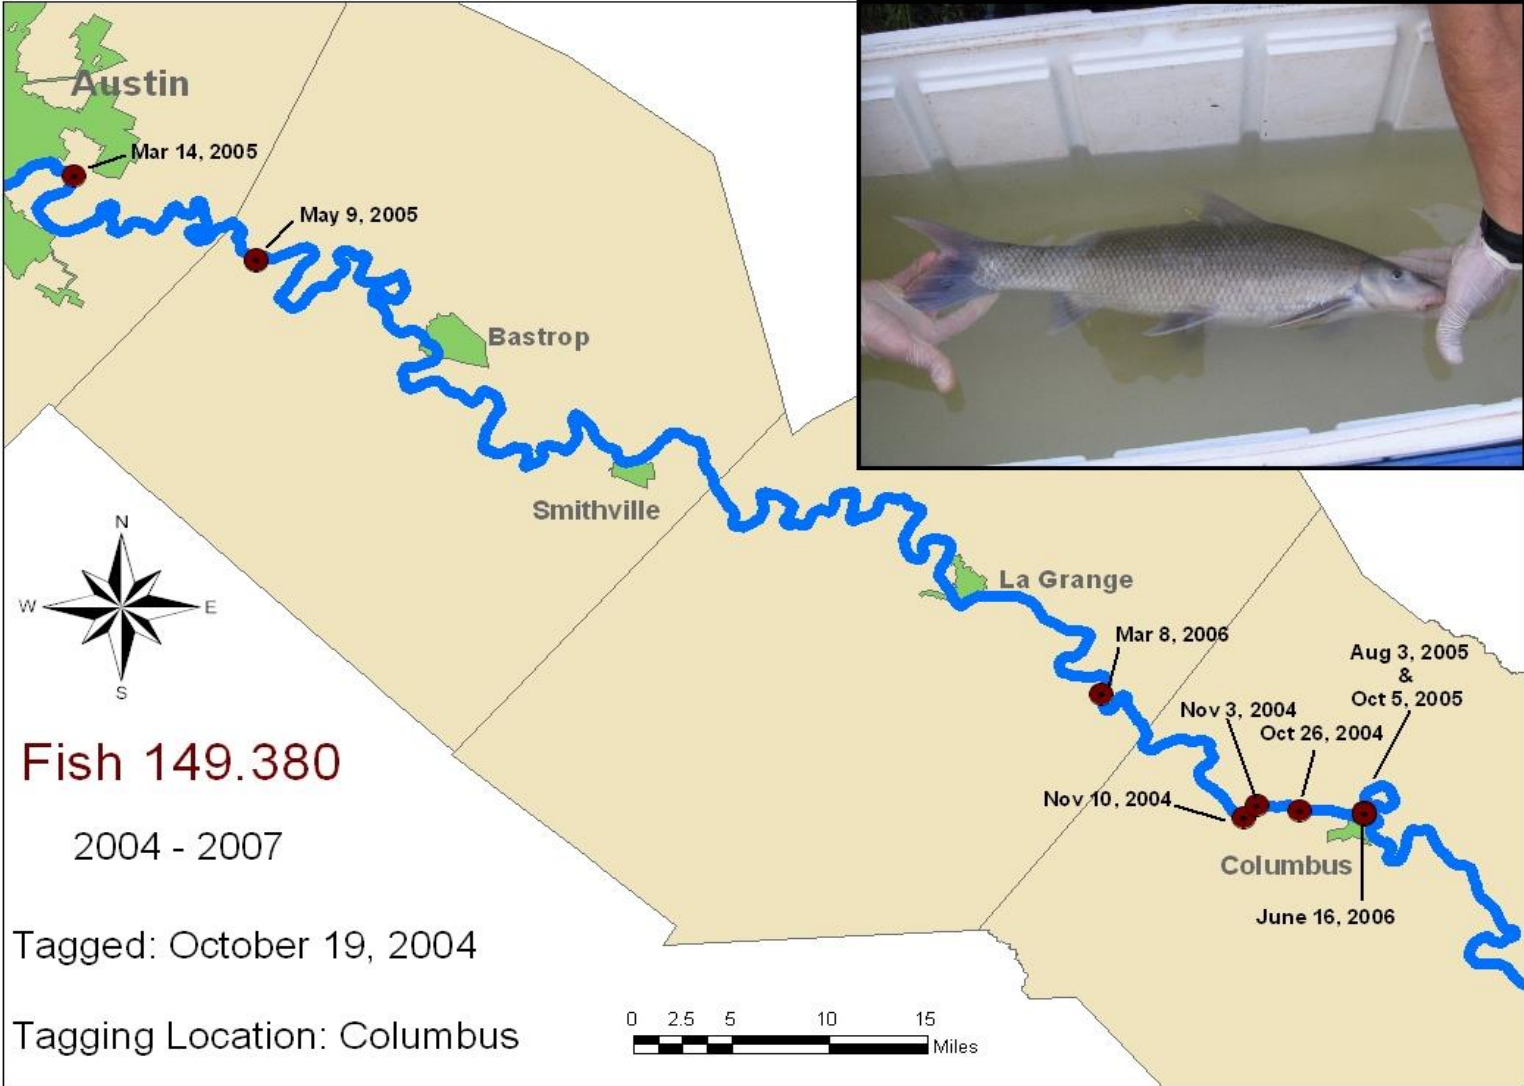 Austin
Mar 14, 2005
May 9, 2005
Bastrop
Smithville
La Grange
Mar 8, 2006
Aug 3, 2005
&
Oct 5, 2005
Nov 3, 2004
Oct 26, 2004
Nov 10, 2004
Columbus
June 16, 2006
N
W E
S
Fish 149.380
2004 - 2007
Tagged: October 19, 2004
Tagging Location: Columbus
0 2.5 5 10 15
Miles